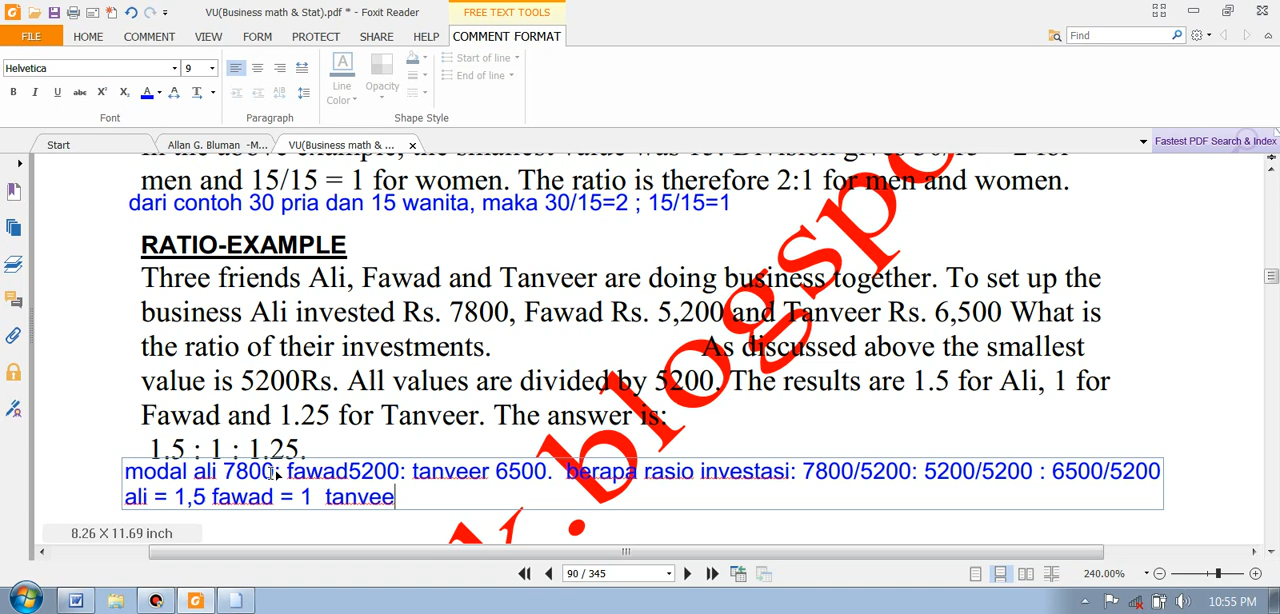 VU(Business math & Stat).pdf * - Foxit Reader
FREE TEXT TOOLS
FILE HOME COMMENT VIEW FORM PROTECT SHARE HELP COMMENT FORMAT
Find
Helvetica 9
Start of line
End of line
Line Color
Opacity
B I U abc X² X₂ A A T
Font Paragraph Shape Style
Start Allan G. Bluman -M... VU(Business math & ...
Fastest PDF Search & Index
men and 15/15 = 1 for women. The ratio is therefore 2:1 for men and women.
dari contoh 30 pria dan 15 wanita, maka 30/15=2 ; 15/15=1
RATIO-EXAMPLE
Three friends Ali, Fawad and Tanveer are doing business together. To set up the
business Ali invested Rs. 7800, Fawad Rs. 5,200 and Tanveer Rs. 6,500 What is
the ratio of their investments. As discussed above the smallest
value is 5200Rs. All values are divided by 5200. The results are 1.5 for Ali, 1 for
Fawad and 1.25 for Tanveer. The answer is:
1.5 : 1 : 1.25.
modal ali 7800: fawad5200: tanveer 6500. berapa rasio investasi: 7800/5200: 5200/5200 : 6500/5200
ali = 1,5 fawad = 1 tanvee
.blogspo
8.26 X 11.69 inch
90 / 345
240.00%
10:55 PM